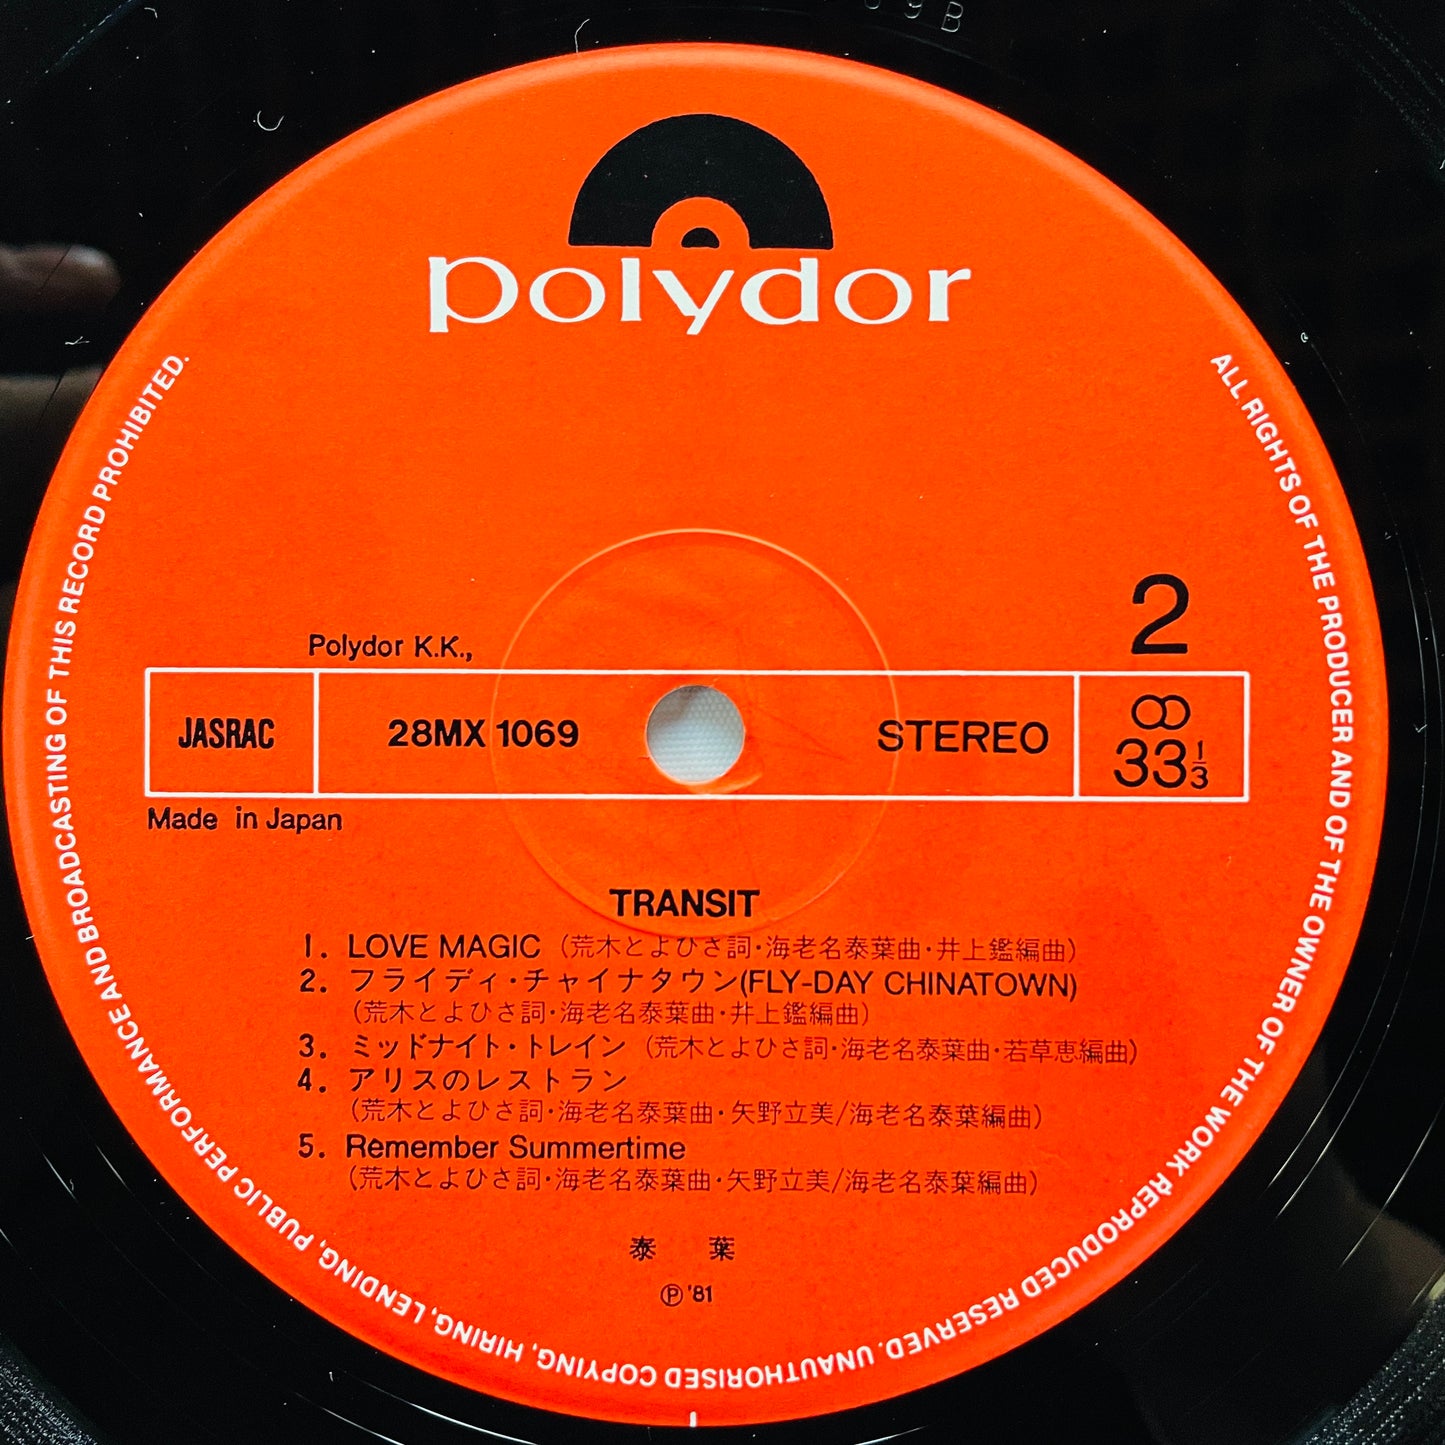 9B
polydor
2
Polydor K.K.,
JASRAC 28MX 1069 STEREO 33⅓
Made in Japan
TRANSIT
1. LOVE MAGIC (荒木とよひさ詞・海老名泰葉曲・井上鑑編曲)
2. フライディ・チャイナタウン(FLY-DAY CHINATOWN)
(荒木とよひさ詞・海老名泰葉曲・井上鑑編曲)
3. ミッドナイト・トレイン (荒木とよひさ詞・海老名泰葉曲・若草恵編曲)
4. アリスのレストラン
(荒木とよひさ詞・海老名泰葉曲・矢野立美/海老名泰葉編曲)
5. Remember Summertime
(荒木とよひさ詞・海老名泰葉曲・矢野立美/海老名泰葉編曲)
泰 葉
Ⓟ '81
ALL RIGHTS OF THE PRODUCER AND OF THE OWNER OF THE WORK REPRODUCED RESERVED. UNAUTHORISED COPYING, HIRING, LENDING, PUBLIC PERFORMANCE AND BROADCASTING OF THIS RECORD PROHIBITED.